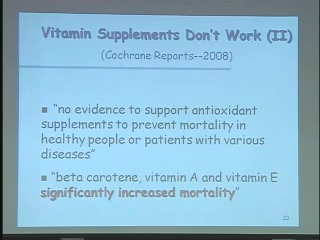 Vitamin Supplements Don't Work (II)
(Cochrane Reports--2008)
■ "no evidence to support antioxidant
supplements to prevent mortality in
healthy people or patients with various
diseases"
■ "beta carotene, vitamin A and vitamin E
significantly increased mortality"